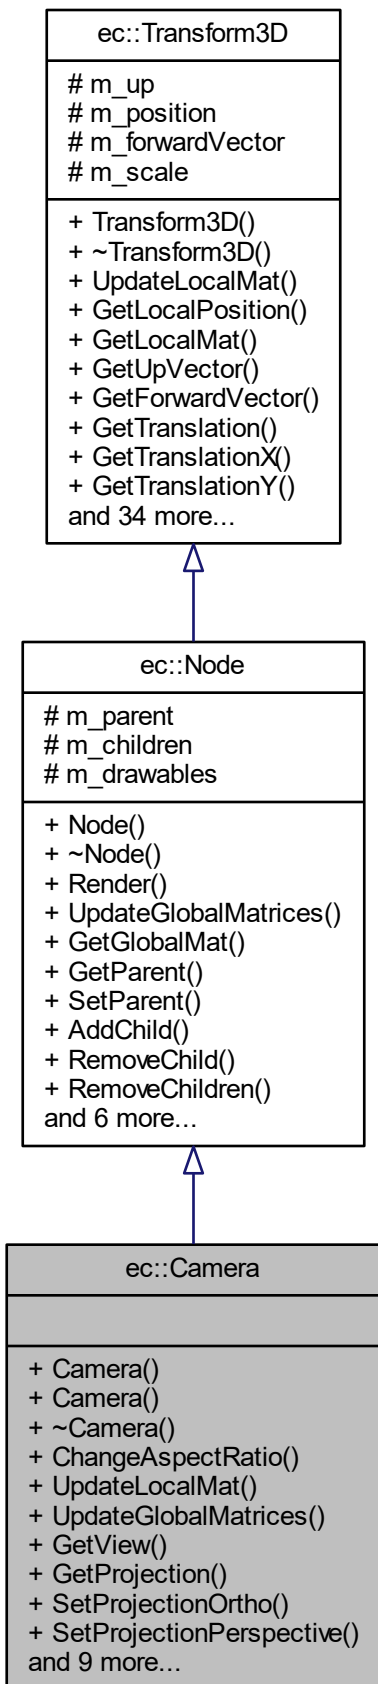 ec::Transform3D
# m_up
# m_position
# m_forwardVector
# m_scale
+ Transform3D()
+ ~Transform3D()
+ UpdateLocalMat()
+ GetLocalPosition()
+ GetLocalMat()
+ GetUpVector()
+ GetForwardVector()
+ GetTranslation()
+ GetTranslationX()
+ GetTranslationY()
and 34 more...
ec::Node
# m_parent
# m_children
# m_drawables
+ Node()
+ ~Node()
+ Render()
+ UpdateGlobalMatrices()
+ GetGlobalMat()
+ GetParent()
+ SetParent()
+ AddChild()
+ RemoveChild()
+ RemoveChildren()
and 6 more...
ec::Camera
+ Camera()
+ Camera()
+ ~Camera()
+ ChangeAspectRatio()
+ UpdateLocalMat()
+ UpdateGlobalMatrices()
+ GetView()
+ GetProjection()
+ SetProjectionOrtho()
+ SetProjectionPerspective()
and 9 more...